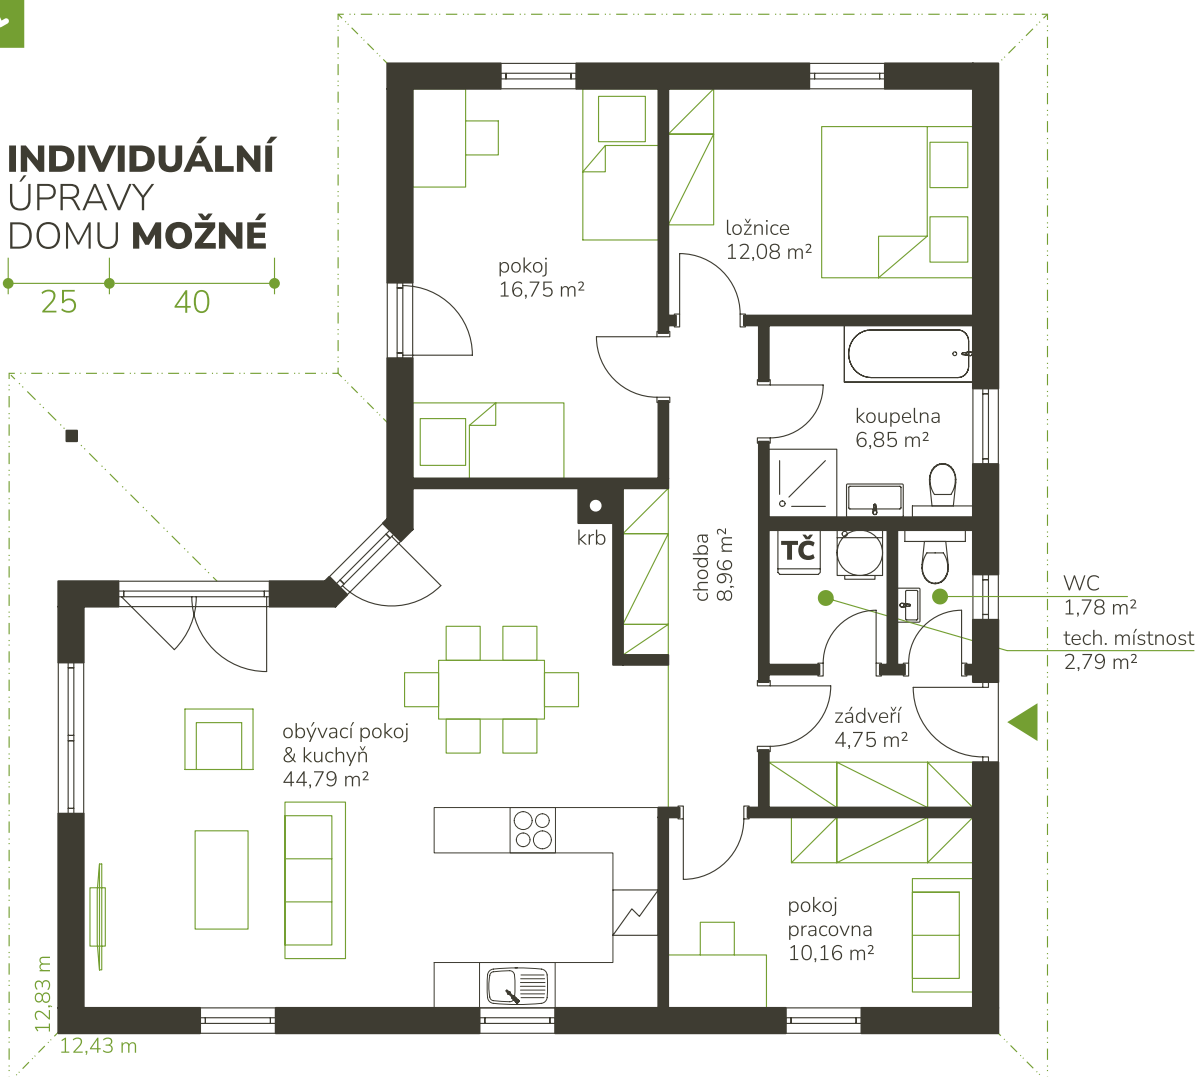 INDIVIDUÁLNÍ
ÚPRAVY
DOMU MOŽNÉ
25
40
pokoj
16,75 m²
ložnice
12,08 m²
koupelna
6,85 m²
krb
chodba
8,96 m²
TČ
WC
1,78 m²
tech. místnost
2,79 m²
zádveří
4,75 m²
obývací pokoj
& kuchyň
44,79 m²
pokoj
pracovna
10,16 m²
12,83 m
12,43 m